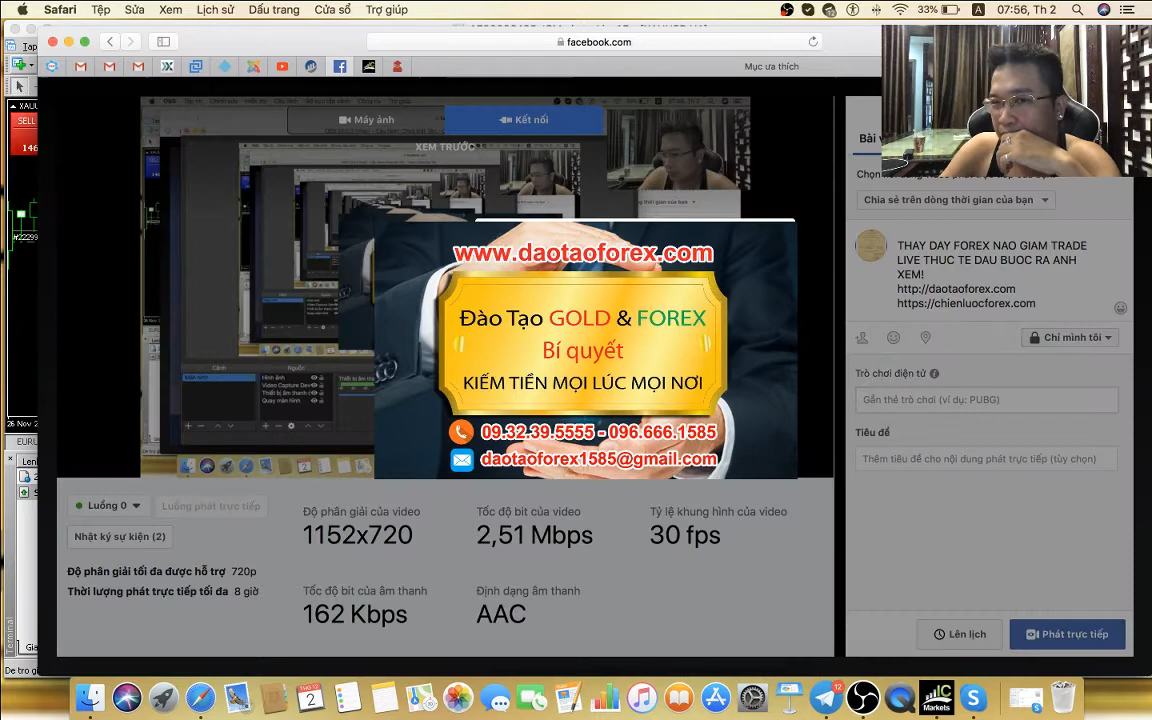 Safari Tệp Sửa Xem Lịch sử Dấu trang Cửa sổ Trợ giúp
33% A 07:56, Th 2
facebook.com
Mục ưa thích
SELL
146
Máy ảnh
Kết nối
XEM TRƯỚC
www.daotaoforex.com
Đào Tạo GOLD & FOREX
Bí quyết
KIẾM TIỀN MỌI LÚC MỌI NƠI
09.32.39.5555 - 096.666.1585
daotaoforex1585@gmail.com
Chia sẻ trên dòng thời gian của bạn
THAY DAY FOREX NAO GIAM TRADE
LIVE THUC TE DAU BUOC RA ANH
XEM!
http://daotaoforex.com
https://chienluocforex.com
Chỉ mình tôi
Trò chơi điện tử
Gắn thẻ trò chơi (ví dụ: PUBG)
Tiêu đề
Thêm tiêu đề cho nội dung phát trực tiếp (tùy chọn)
Lên lịch
Phát trực tiếp
Luồng 0
Luồng phát trực tiếp
Nhật ký sự kiện (2)
Độ phân giải tối đa được hỗ trợ 720p
Thời lượng phát trực tiếp tối đa 8 giờ
Độ phân giải của video
1152x720
Tốc độ bit của video
2,51 Mbps
Tỷ lệ khung hình của video
30 fps
Tốc độ bit của âm thanh
162 Kbps
Định dạng âm thanh
AAC
Terminal
12
2
IC
Markets